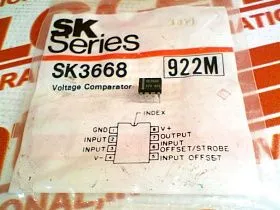 SK
Series
SK3668
922M
Voltage Comparator
INDEX
GND 1
INPUT 2
INPUT 3
V- 4
8 V+
7 OUTPUT
6 INPUT
OFFSET/STROBE
5 INPUT OFFSET